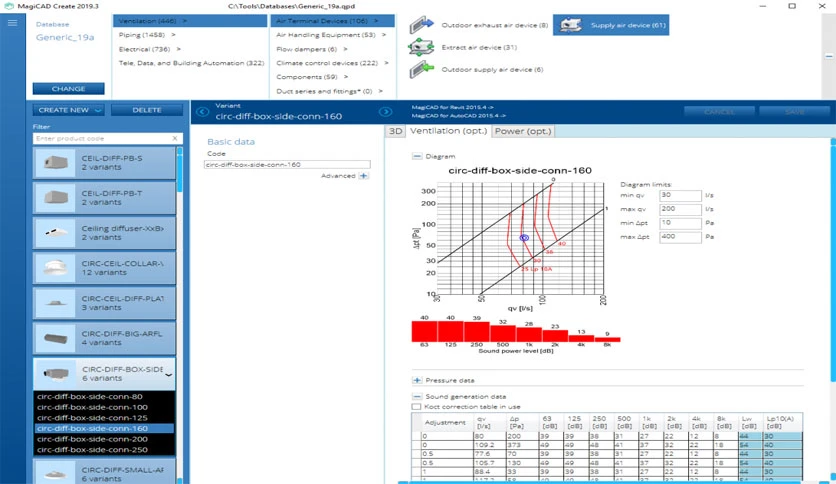 MagiCAD Create 2019.3
C:\Tools\Databases\Generic_19a.qpd
Database
Generic_19a
CHANGE
Ventilation (446) >
Piping (1458) >
Electrical (736) >
Tele, Data, and Building Automation (322)
Air Terminal Devices (106) >
Air Handling Equipment (53) >
Flow dampers (6) >
Climate control devices (222) >
Components (59) >
Duct series and fittings* (0) >
Outdoor exhaust air device (8)
Supply air device (61)
Extract air device (31)
Outdoor supply air device (6)
CREATE NEW
DELETE
Filter
Enter product code
CEIL-DIFF-PB-S
2 variants
CEIL-DIFF-PB-T
2 variants
Ceiling diffuser-XxB
2 variants
CIRC-CEIL-COLLAR-
12 variants
CIRC-CEIL-DIFF-PLAT
3 variants
CIRC-DIFF-BIG-ARFL
4 variants
CIRC-DIFF-BOX-SIDE
6 variants
circ-diff-box-side-conn-80
circ-diff-box-side-conn-100
circ-diff-box-side-conn-125
circ-diff-box-side-conn-160
circ-diff-box-side-conn-200
circ-diff-box-side-conn-250
CIRC-DIFF-SMALL-AF
Variant
circ-diff-box-side-conn-160
MagiCAD for Revit 2015.4 ->
MagiCAD for AutoCAD 2015.4 ->
CANCEL
SAVE
Basic data
Code
circ-diff-box-side-conn-160
Advanced
3D
Ventilation (opt.)
Power (opt.)
Diagram
circ-diff-box-side-conn-160
Δpt [Pa]
300
200
100
50
30
20
10
0
1
25 Lp 10A
30
35
40
30
50
100
200
qv [l/s]
Diagram limits:
min qv 30 l/s
max qv 200 l/s
min Δpt 10 Pa
max Δpt 400 Pa
40 40 39 32 28 23 13 9
63 125 250 500 1k 2k 4k 8k
Sound power level [dB]
Pressure data
Sound generation data
Koct correction table in use
Adjustment qv [l/s] Δp [Pa] 63 [dB] 125 [dB] 250 [dB] 500 [dB] 1k [dB] 2k [dB] 4k [dB] 8k [dB] Lw [dB] Lp10(A) [dB]
0 80 200 39 39 38 31 27 22 12 8 44 30
0 109.2 373 49 49 48 41 37 32 22 18 54 40
0.5 77.6 70 39 39 38 31 27 22 12 8 44 30
0.5 105.7 130 49 49 48 41 37 32 22 18 54 40
1 88.4 33 39 39 38 31 27 22 12 8 44 30